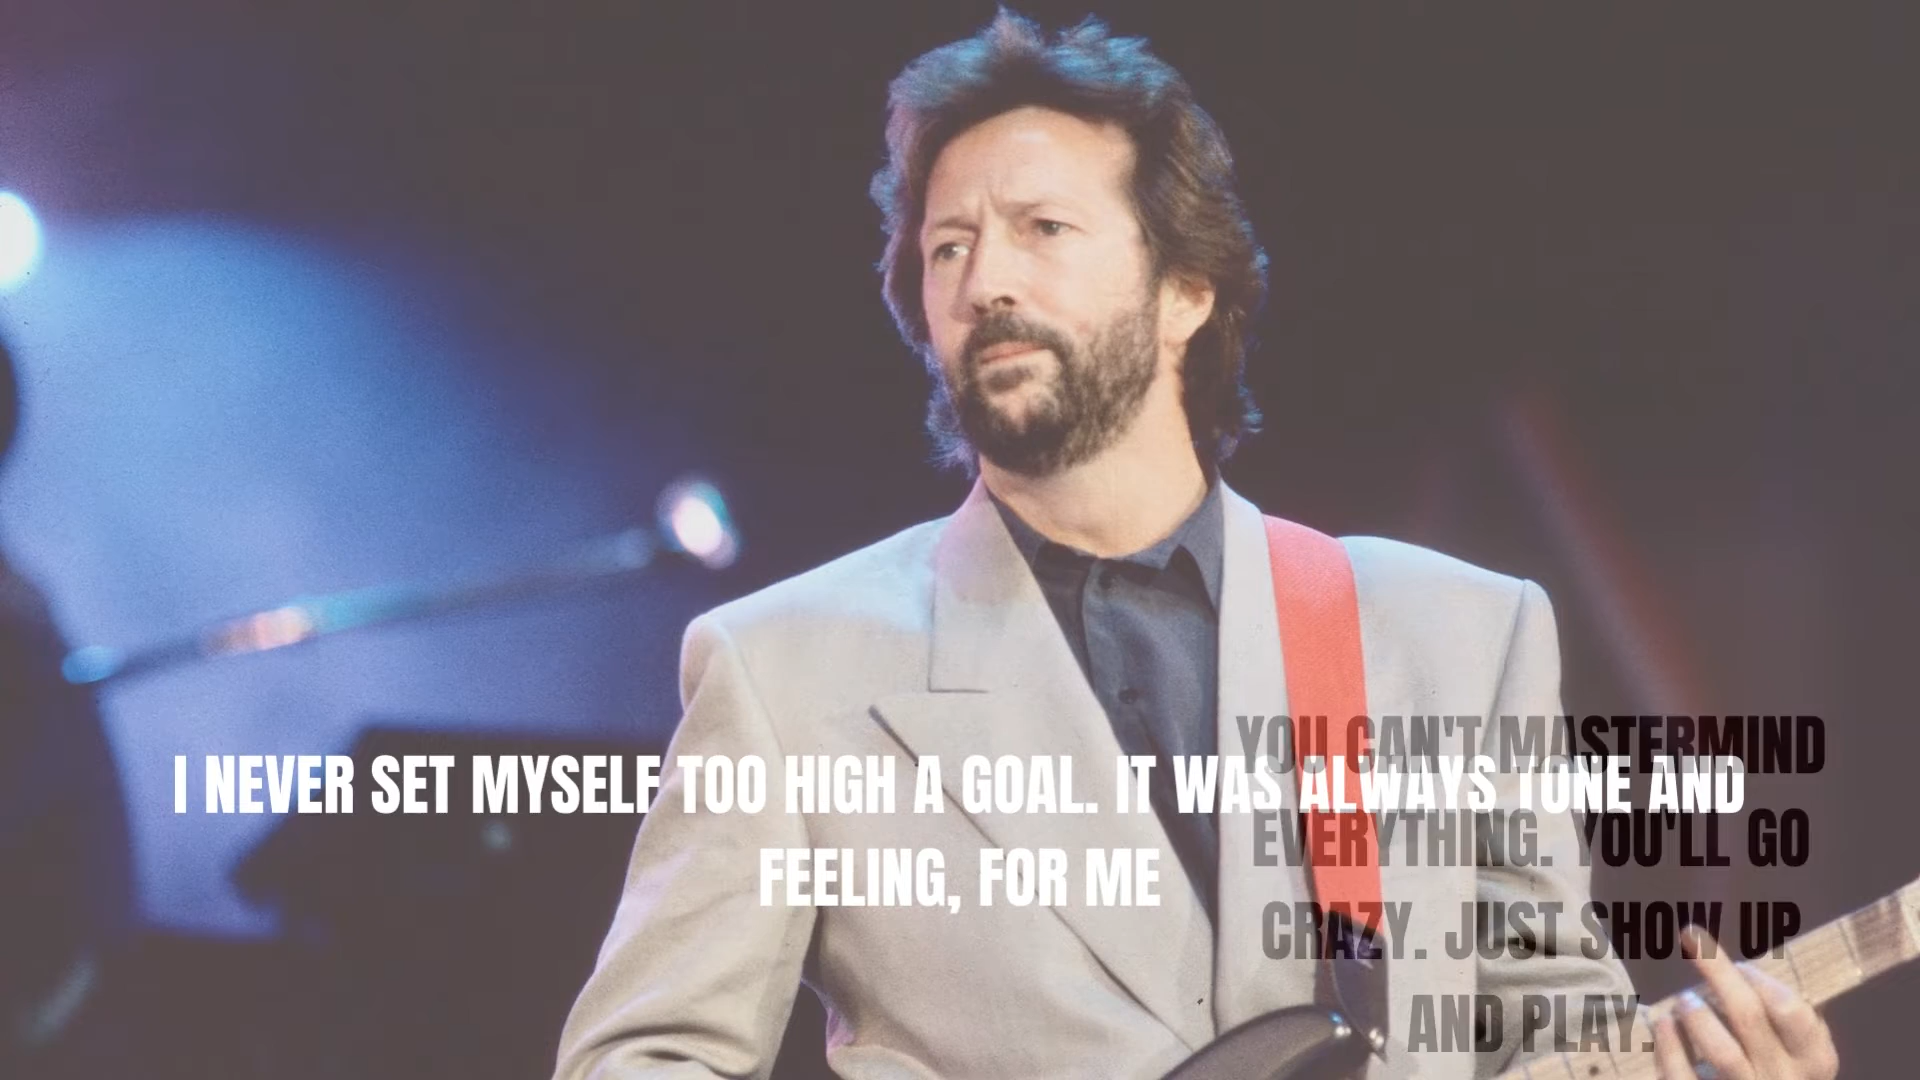 I NEVER SET MYSELF TOO HIGH A GOAL. IT WAS ALWAYS TONE AND
FEELING, FOR ME
YOU CAN'T MASTERMIND
EVERYTHING. YOU'LL GO
CRAZY. JUST SHOW UP
AND PLAY.